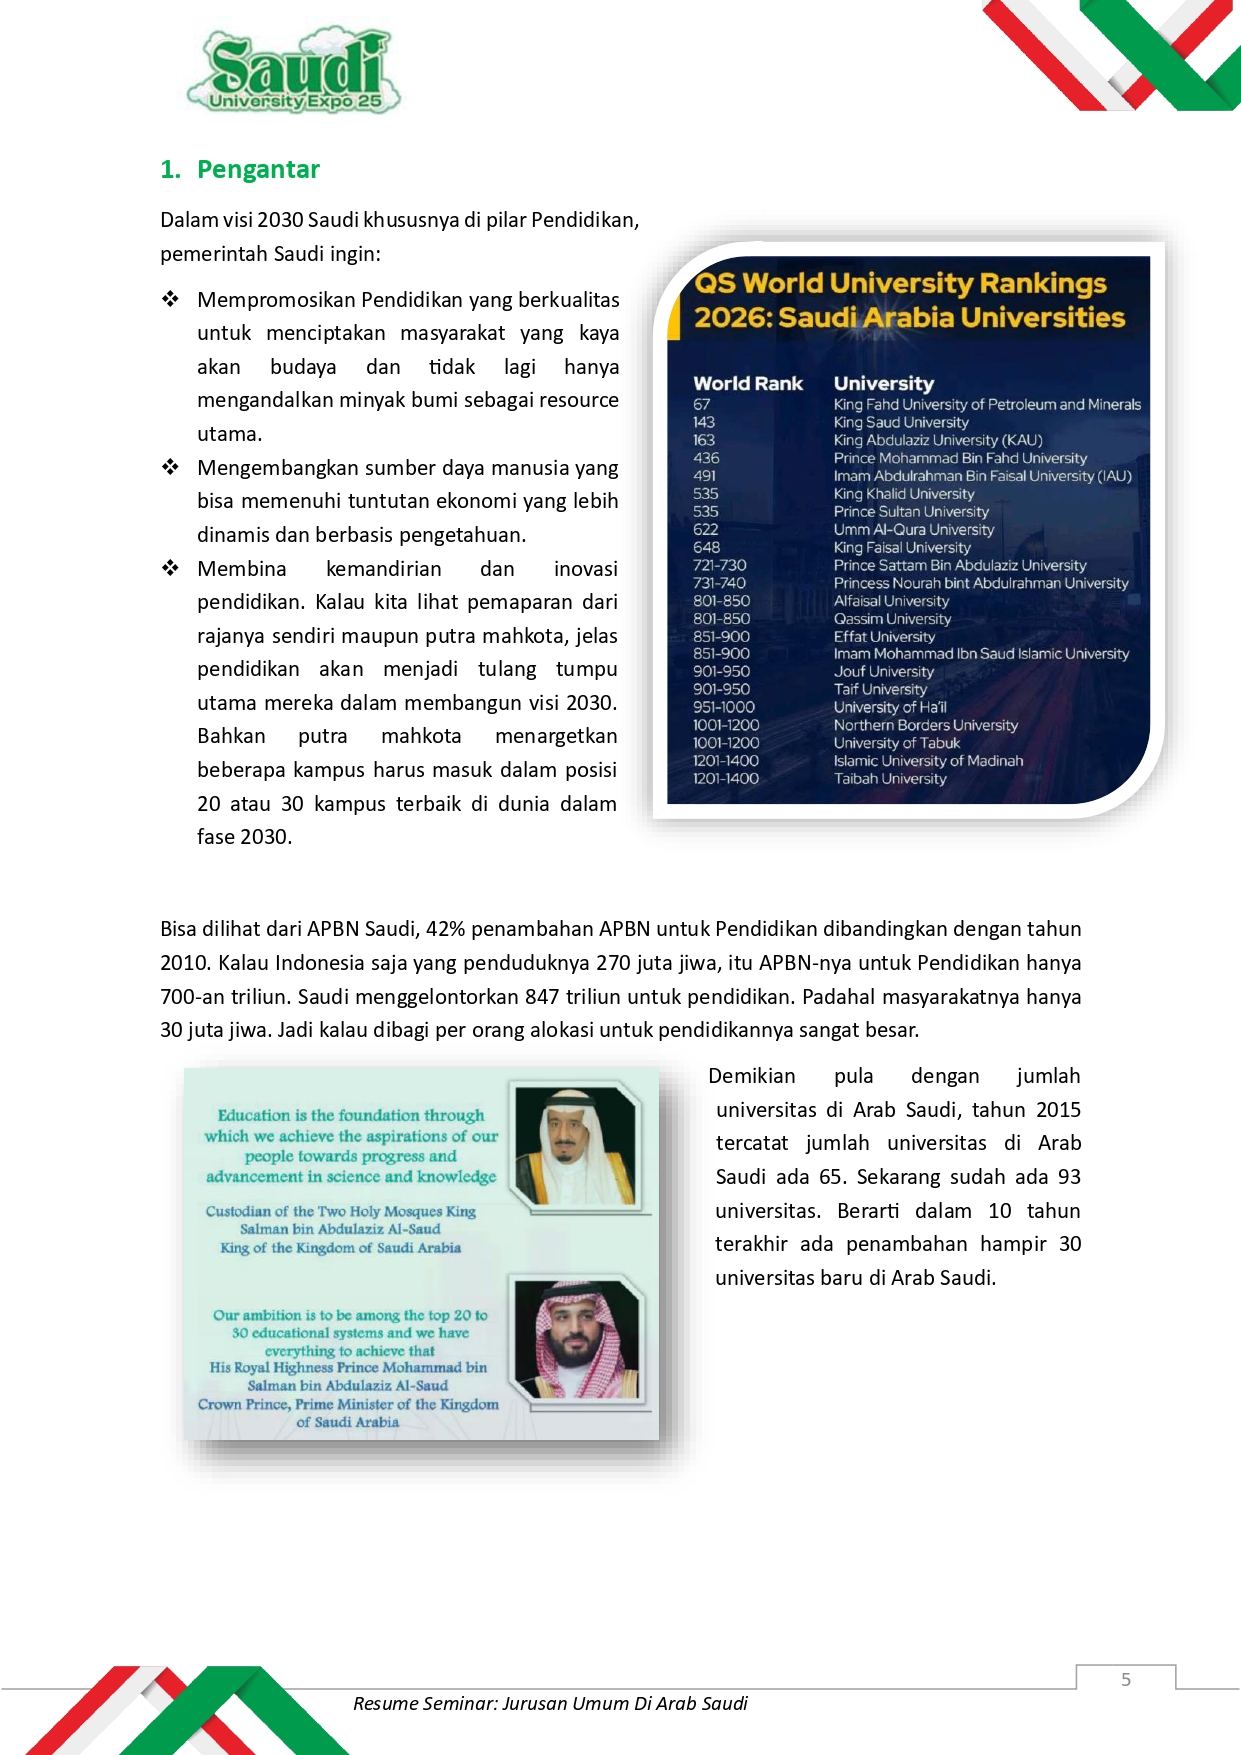 Saudi
University Expo 25
1. Pengantar
Dalam visi 2030 Saudi khususnya di pilar Pendidikan,
pemerintah Saudi ingin:
❖ Mempromosikan Pendidikan yang berkualitas
untuk menciptakan masyarakat yang kaya
akan budaya dan tidak lagi hanya
mengandalkan minyak bumi sebagai resource
utama.
❖ Mengembangkan sumber daya manusia yang
bisa memenuhi tuntutan ekonomi yang lebih
dinamis dan berbasis pengetahuan.
❖ Membina kemandirian dan inovasi
pendidikan. Kalau kita lihat pemaparan dari
rajanya sendiri maupun putra mahkota, jelas
pendidikan akan menjadi tulang tumpu
utama mereka dalam membangun visi 2030.
Bahkan putra mahkota menargetkan
beberapa kampus harus masuk dalam posisi
20 atau 30 kampus terbaik di dunia dalam
fase 2030.
QS World University Rankings
2026: Saudi Arabia Universities
World Rank University
67 King Fahd University of Petroleum and Minerals
143 King Saud University
163 King Abdulaziz University (KAU)
436 Prince Mohammad Bin Fahd University
491 Imam Abdulrahman Bin Faisal University (IAU)
535 King Khalid University
535 Prince Sultan University
622 Umm Al-Qura University
648 King Faisal University
721-730 Prince Sattam Bin Abdulaziz University
731-740 Princess Nourah bint Abdulrahman University
801-850 Alfaisal University
801-850 Qassim University
851-900 Effat University
851-900 Imam Mohammad Ibn Saud Islamic University
901-950 Jouf University
901-950 Taif University
951-1000 University of Ha'il
1001-1200 Northern Borders University
1001-1200 University of Tabuk
1201-1400 Islamic University of Madinah
1201-1400 Taibah University
Bisa dilihat dari APBN Saudi, 42% penambahan APBN untuk Pendidikan dibandingkan dengan tahun
2010. Kalau Indonesia saja yang penduduknya 270 juta jiwa, itu APBN-nya untuk Pendidikan hanya
700-an triliun. Saudi menggelontorkan 847 triliun untuk pendidikan. Padahal masyarakatnya hanya
30 juta jiwa. Jadi kalau dibagi per orang alokasi untuk pendidikannya sangat besar.
Education is the foundation through
which we achieve the aspirations of our
people towards progress and
advancement in science and knowledge
Custodian of the Two Holy Mosques King
Salman bin Abdulaziz Al-Saud
King of the Kingdom of Saudi Arabia
Our ambition is to be among the top 20 to
30 educational systems and we have
everything to achieve that
His Royal Highness Prince Mohammad bin
Salman bin Abdulaziz Al-Saud
Crown Prince, Prime Minister of the Kingdom
of Saudi Arabia
Demikian pula dengan jumlah
universitas di Arab Saudi, tahun 2015
tercatat jumlah universitas di Arab
Saudi ada 65. Sekarang sudah ada 93
universitas. Berarti dalam 10 tahun
terakhir ada penambahan hampir 30
universitas baru di Arab Saudi.
5
Resume Seminar: Jurusan Umum Di Arab Saudi